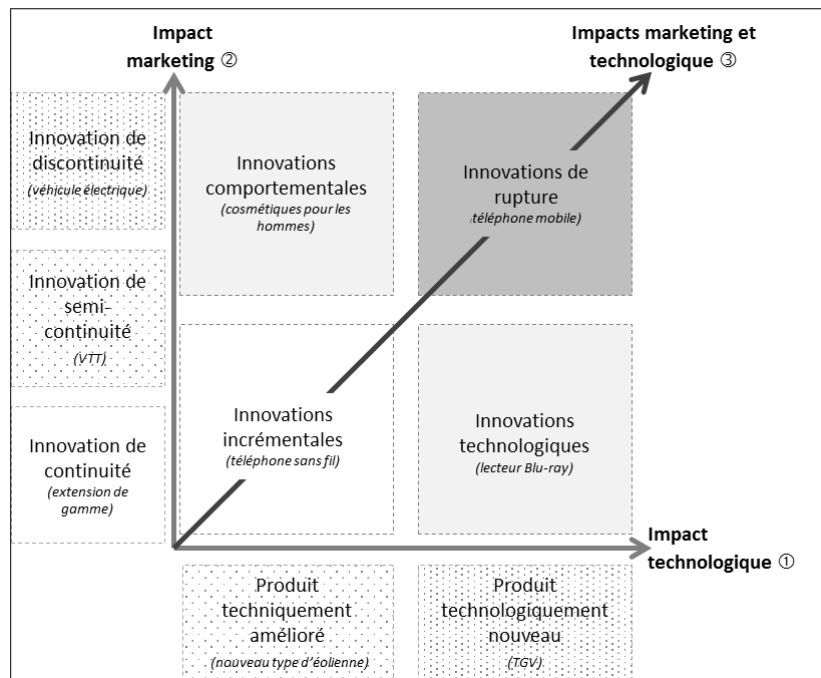 Impact
marketing ②
Impacts marketing et
technologique ③
Innovation de
discontinuité
(véhicule électrique)
Innovations
comportementales
(cosmétiques pour les
hommes)
Innovations de
rupture
(téléphone mobile)
Innovation de
semi-
continuité
(VTT)
Innovation de
continuité
(extension de
gamme)
Innovations
incrémentales
(téléphone sans fil)
Innovations
technologiques
(lecteur Blu-ray)
Impact
technologique ①
Produit
techniquement
amélioré
(nouveau type d'éolienne)
Produit
technologiquement
nouveau
(TGV)